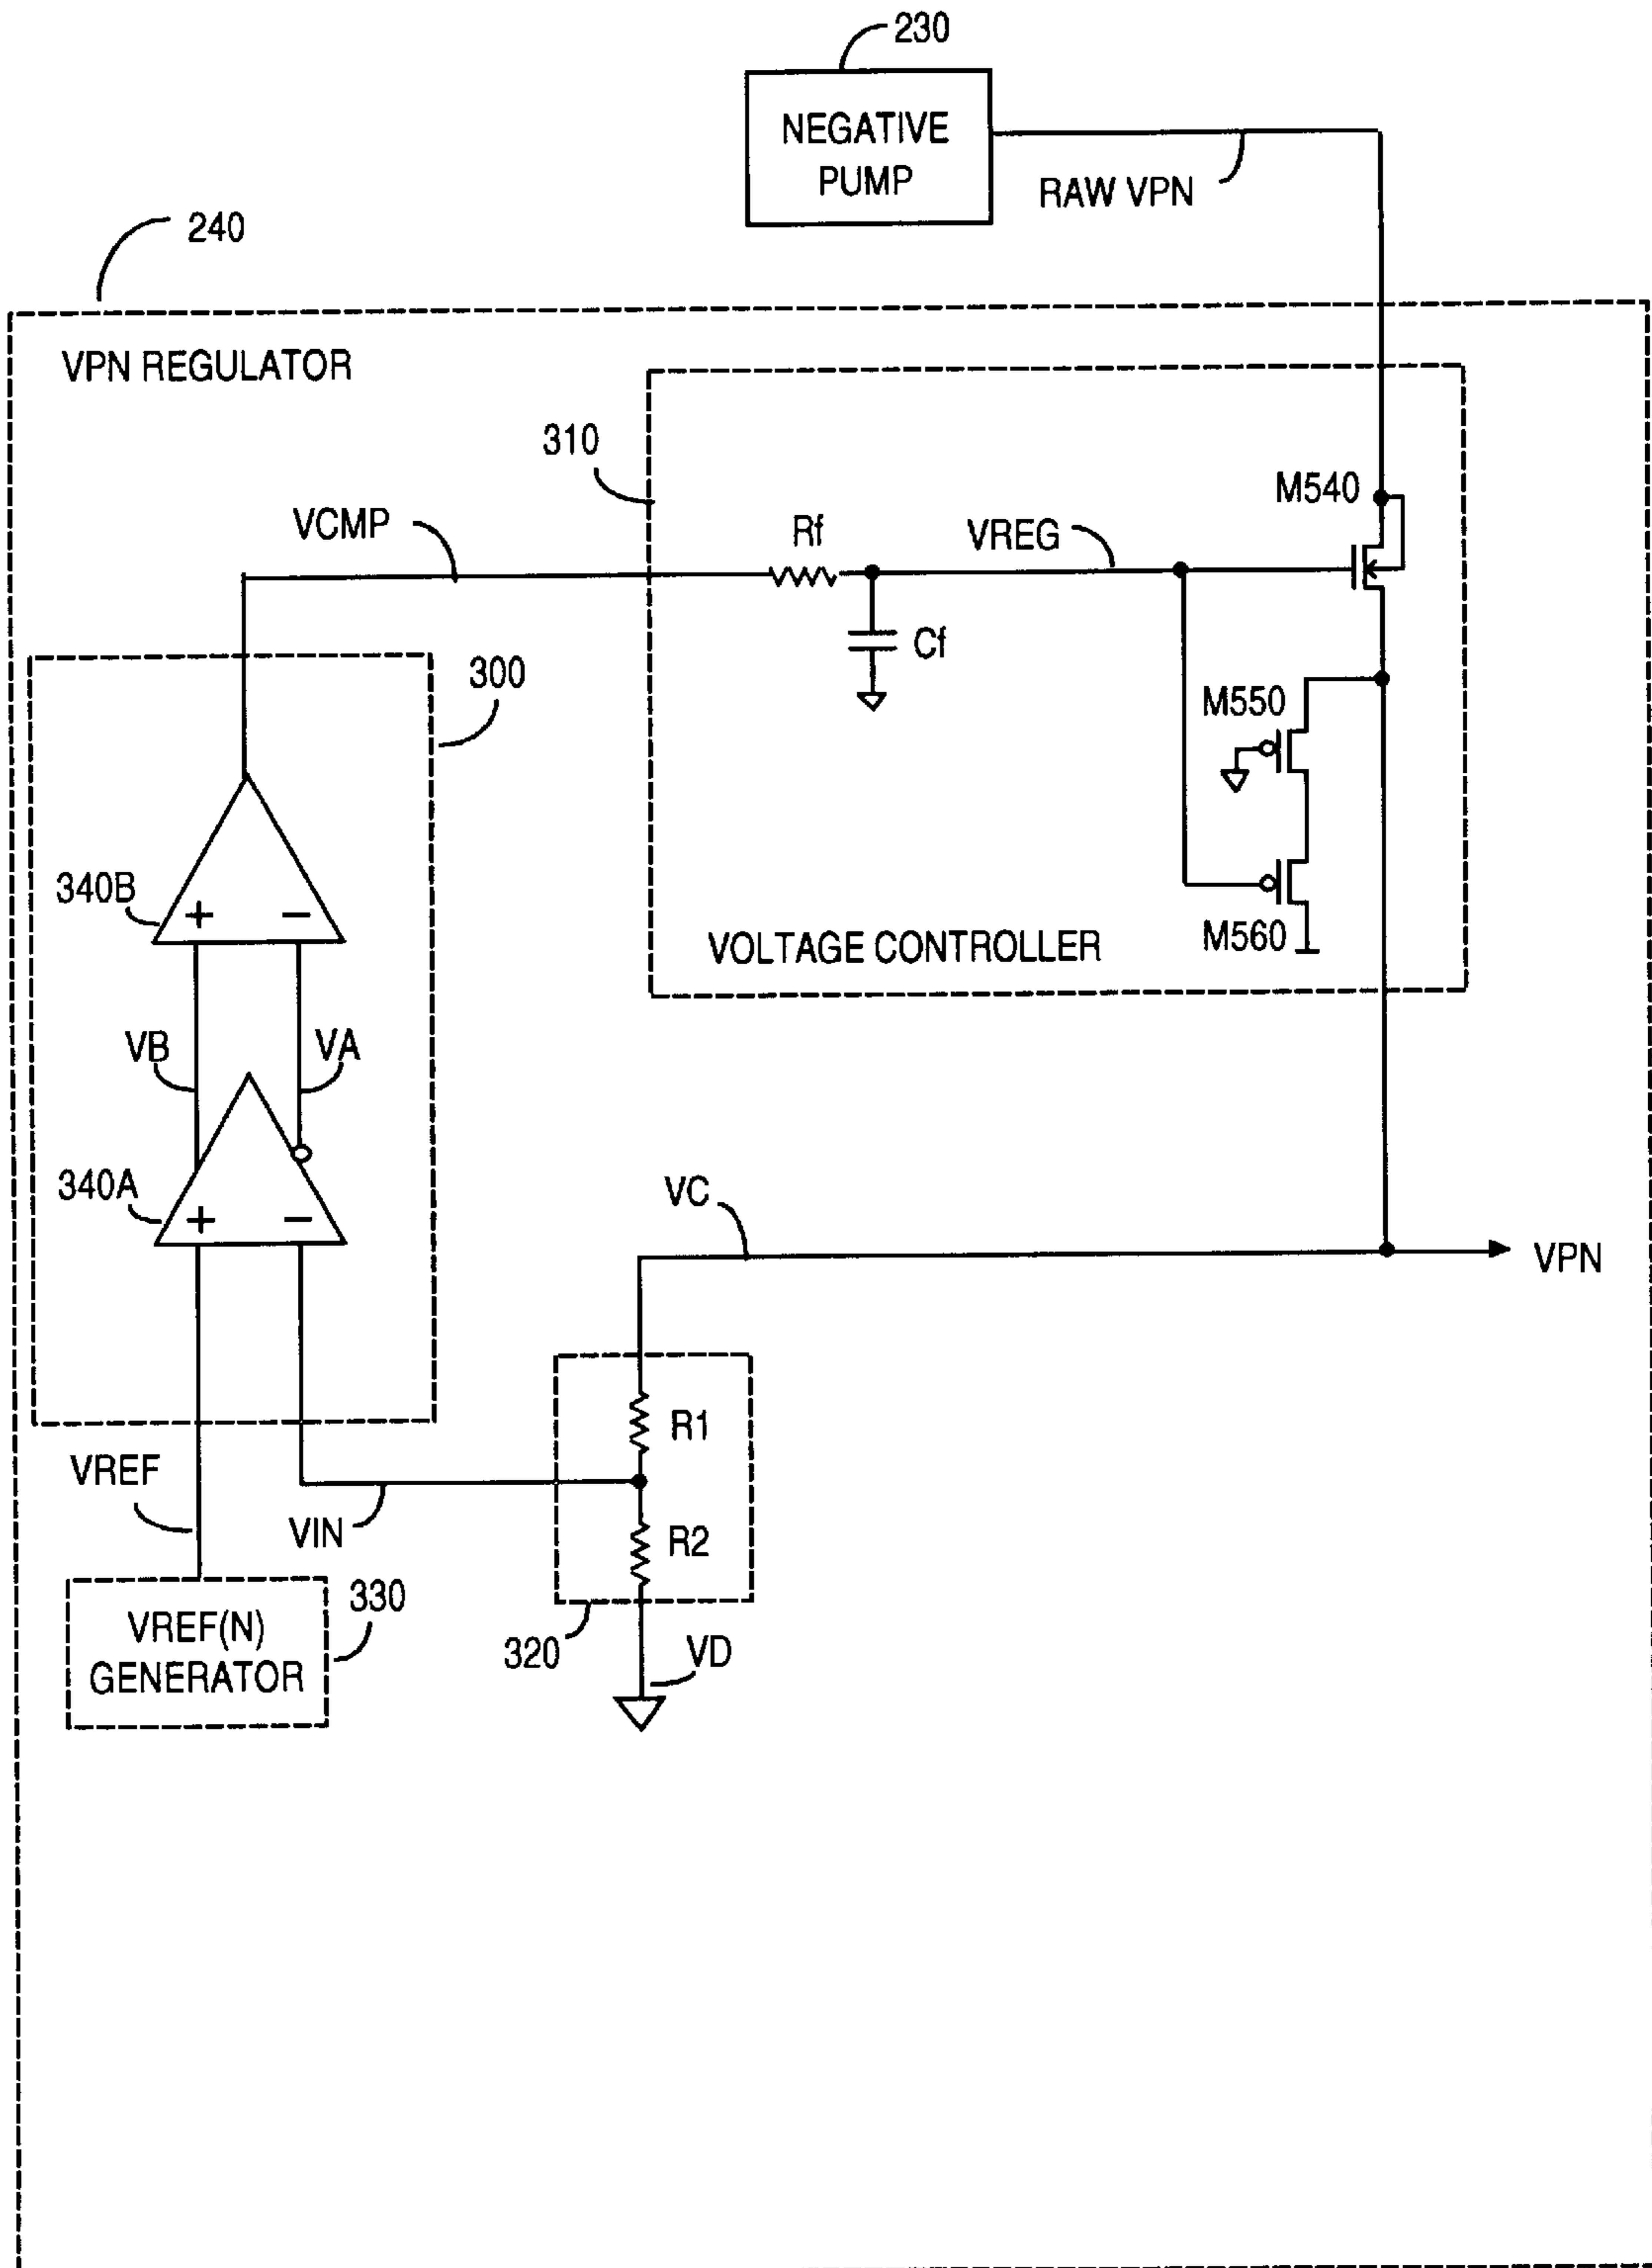 230
NEGATIVE
PUMP
RAW VPN
240
VPN REGULATOR
310
M540
VCMP
Rf
VREG
Cf
300
M550
340B
+
−
M560
VOLTAGE CONTROLLER
VB
VA
340A
+
−
VC
VPN
R1
VREF
VIN
R2
330
VREF(N)
GENERATOR
320
VD